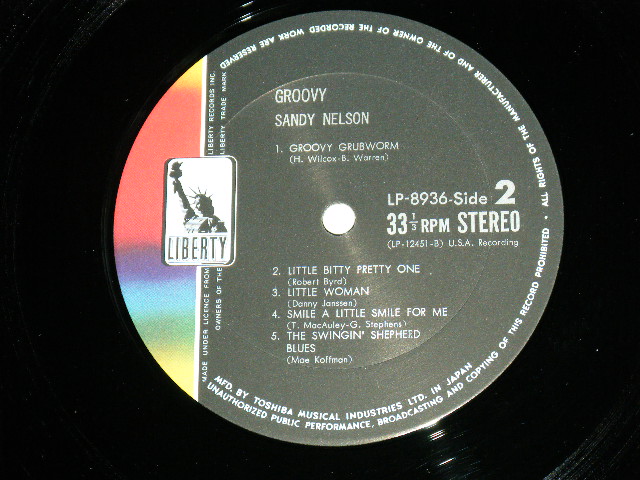 GROOVY
SANDY NELSON
1. GROOVY GRUBWORM
(H. Wilcox-B. Warren)
LP-8936-Side 2
33 1/3 RPM STEREO
(LP-12451-B) U.S.A. Recording
2. LITTLE BITTY PRETTY ONE
(Robert Byrd)
3. LITTLE WOMAN
(Danny Janssen)
4. SMILE A LITTLE SMILE FOR ME
(T. MacAuley-G. Stephens)
5. THE SWINGIN' SHEPHERD
BLUES
(Mae Koffman)
LIBERTY
MADE UNDER LICENCE FROM LIBERTY RECORDS INC.
OWNERS OF THE LIBERTY TRADE MARK
MFD. BY TOSHIBA MUSICAL INDUSTRIES LTD. IN JAPAN
ALL RIGHTS OF THE MANUFACTURER AND OF THE OWNER OF THE RECORDED WORK ARE RESERVED
UNAUTHORIZED PUBLIC PERFORMANCE, BROADCASTING AND COPYING OF THIS RECORD PROHIBITED